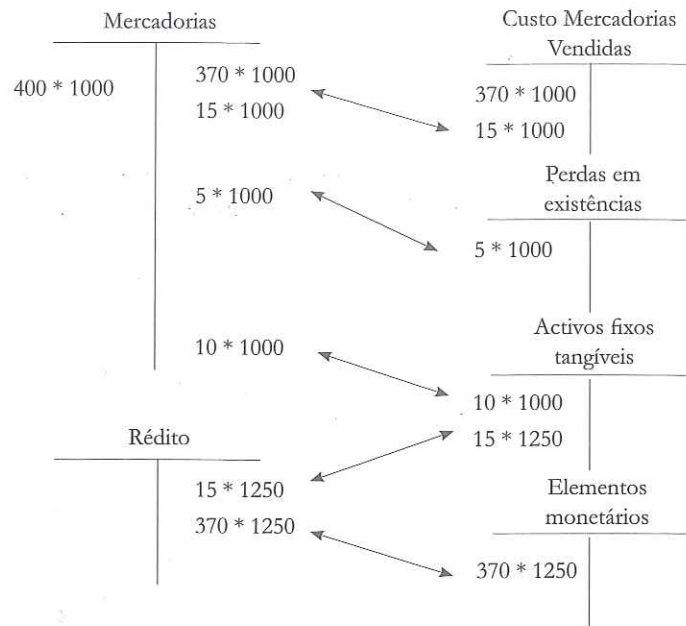 Mercadorias
400 * 1000
370 * 1000
15 * 1000
5 * 1000
10 * 1000
Rédito
15 * 1250
370 * 1250
Custo Mercadorias
Vendidas
370 * 1000
15 * 1000
Perdas em
existências
5 * 1000
Activos fixos
tangíveis
10 * 1000
15 * 1250
Elementos
monetários
370 * 1250